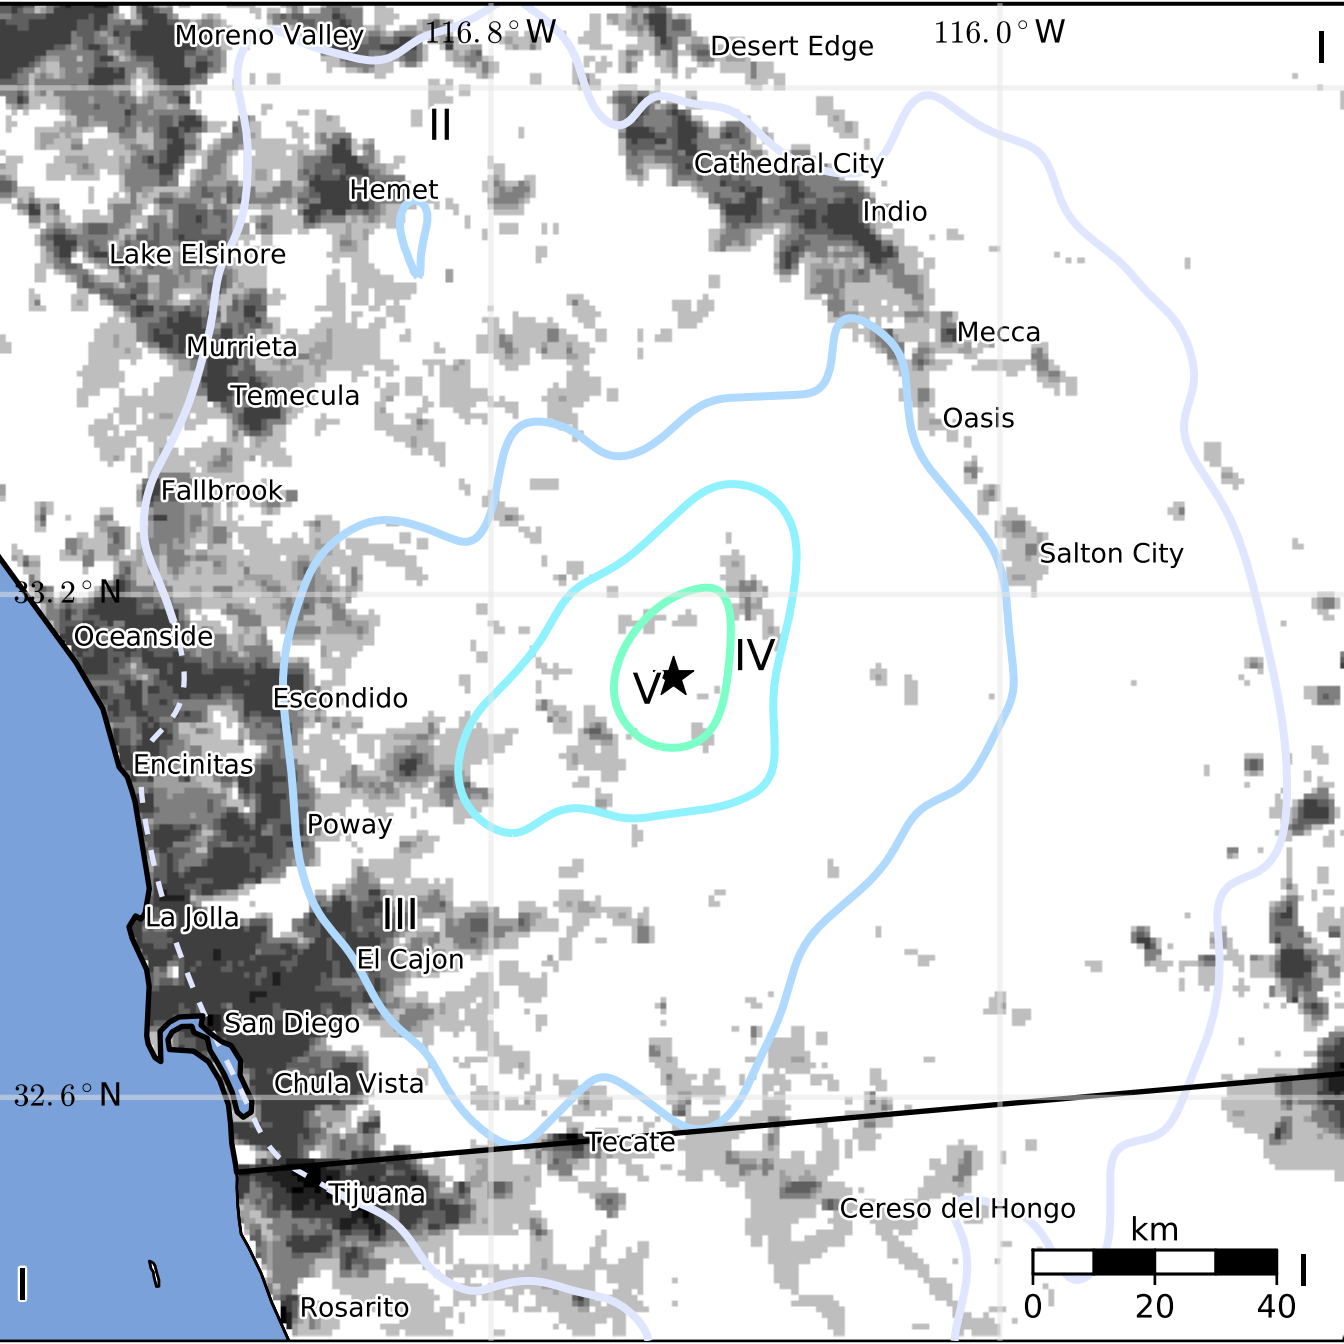 Moreno Valley
116.8°W
Desert Edge
116.0°W
I
II
Cathedral City
Hemet
Indio
Lake Elsinore
Mecca
Murrieta
Temecula
Oasis
Fallbrook
Salton City
33.2°N
Oceanside
IV
V
Escondido
Encinitas
Poway
III
La Jolla
El Cajon
San Diego
Chula Vista
32.6°N
Tecate
Tijuana
Cereso del Hongo
km
I
I
Rosarito
0 20 40